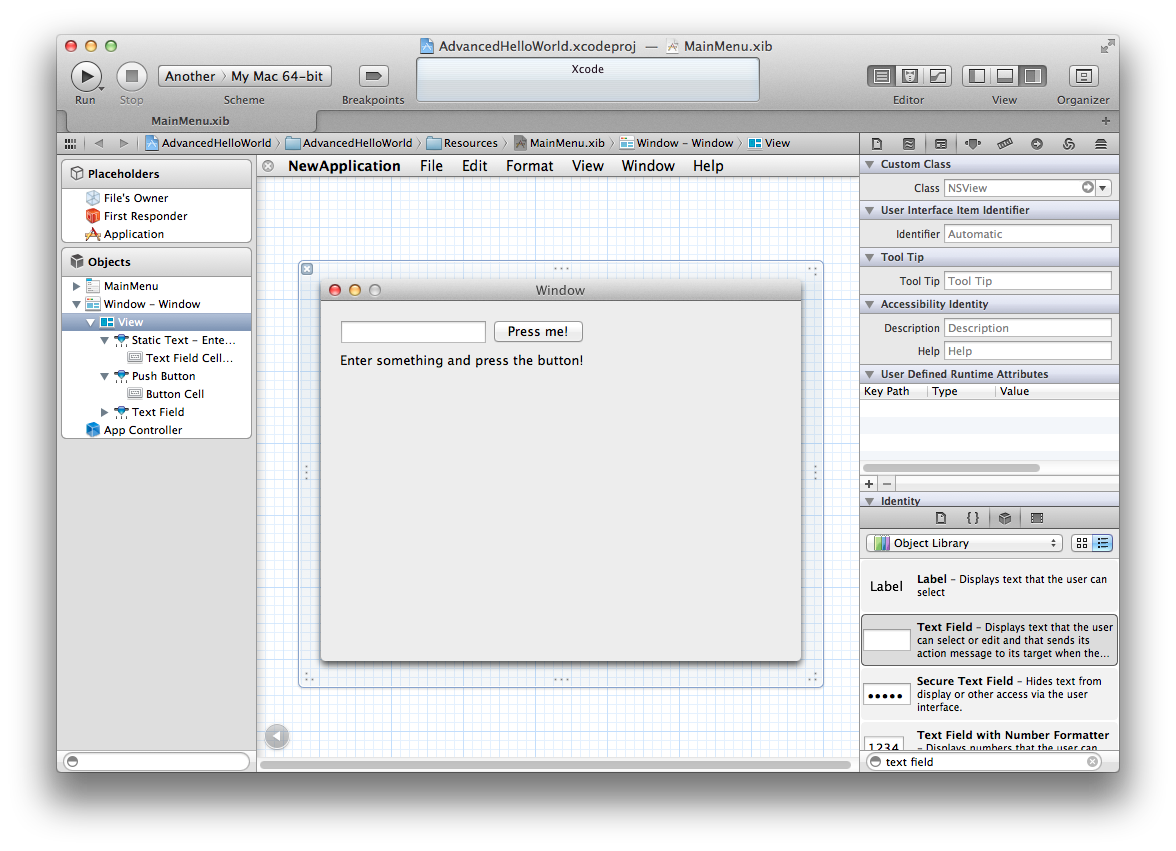 AdvancedHelloWorld.xcodeproj — MainMenu.xib
Another › My Mac 64-bit
Xcode
Run Stop Scheme Breakpoints Editor View Organizer
MainMenu.xib
AdvancedHelloWorld AdvancedHelloWorld Resources MainMenu.xib Window - Window View
Placeholders
File's Owner
First Responder
Application
Objects
MainMenu
Window - Window
View
Static Text - Ente...
Text Field Cell...
Push Button
Button Cell
Text Field
App Controller
NewApplication File Edit Format View Window Help
Window
Press me!
Enter something and press the button!
Custom Class
Class NSView
User Interface Item Identifier
Identifier Automatic
Tool Tip
Tool Tip Tool Tip
Accessibility Identity
Description Description
Help Help
User Defined Runtime Attributes
Key Path Type Value
Identity
{ }
Object Library
Label
Label - Displays text that the user can
select
Text Field - Displays text that the user
can select or edit and that sends its
action message to its target when the...
Secure Text Field - Hides text from
display or other access via the user
interface.
1234
Text Field with Number Formatter
- Displays numbers that the user can
text field